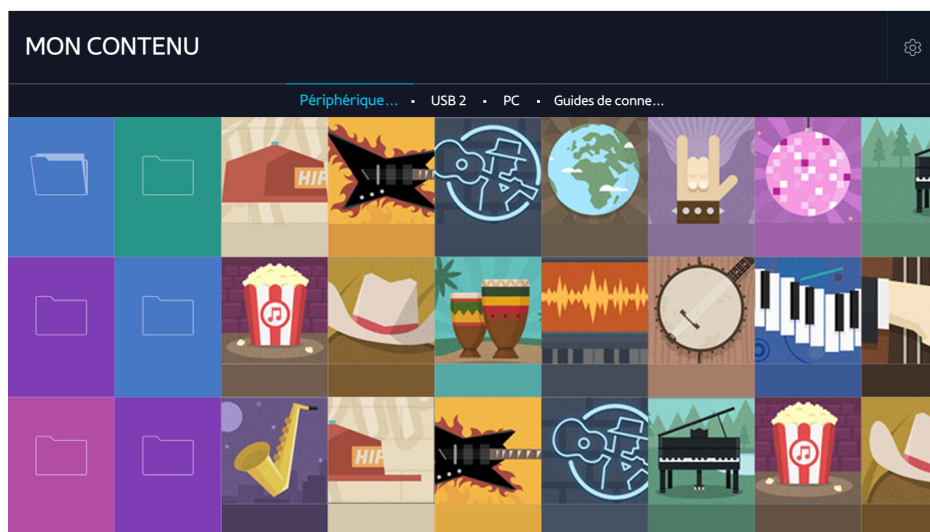 MON CONTENU
Périphérique... • USB 2 • PC • Guides de conne...
HIP
HIP